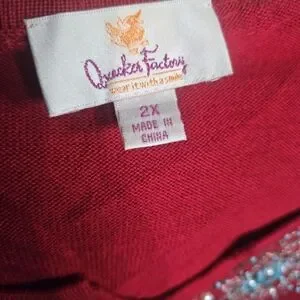 Quacker Factory
wear it with a smile
2X
MADE IN
CHINA